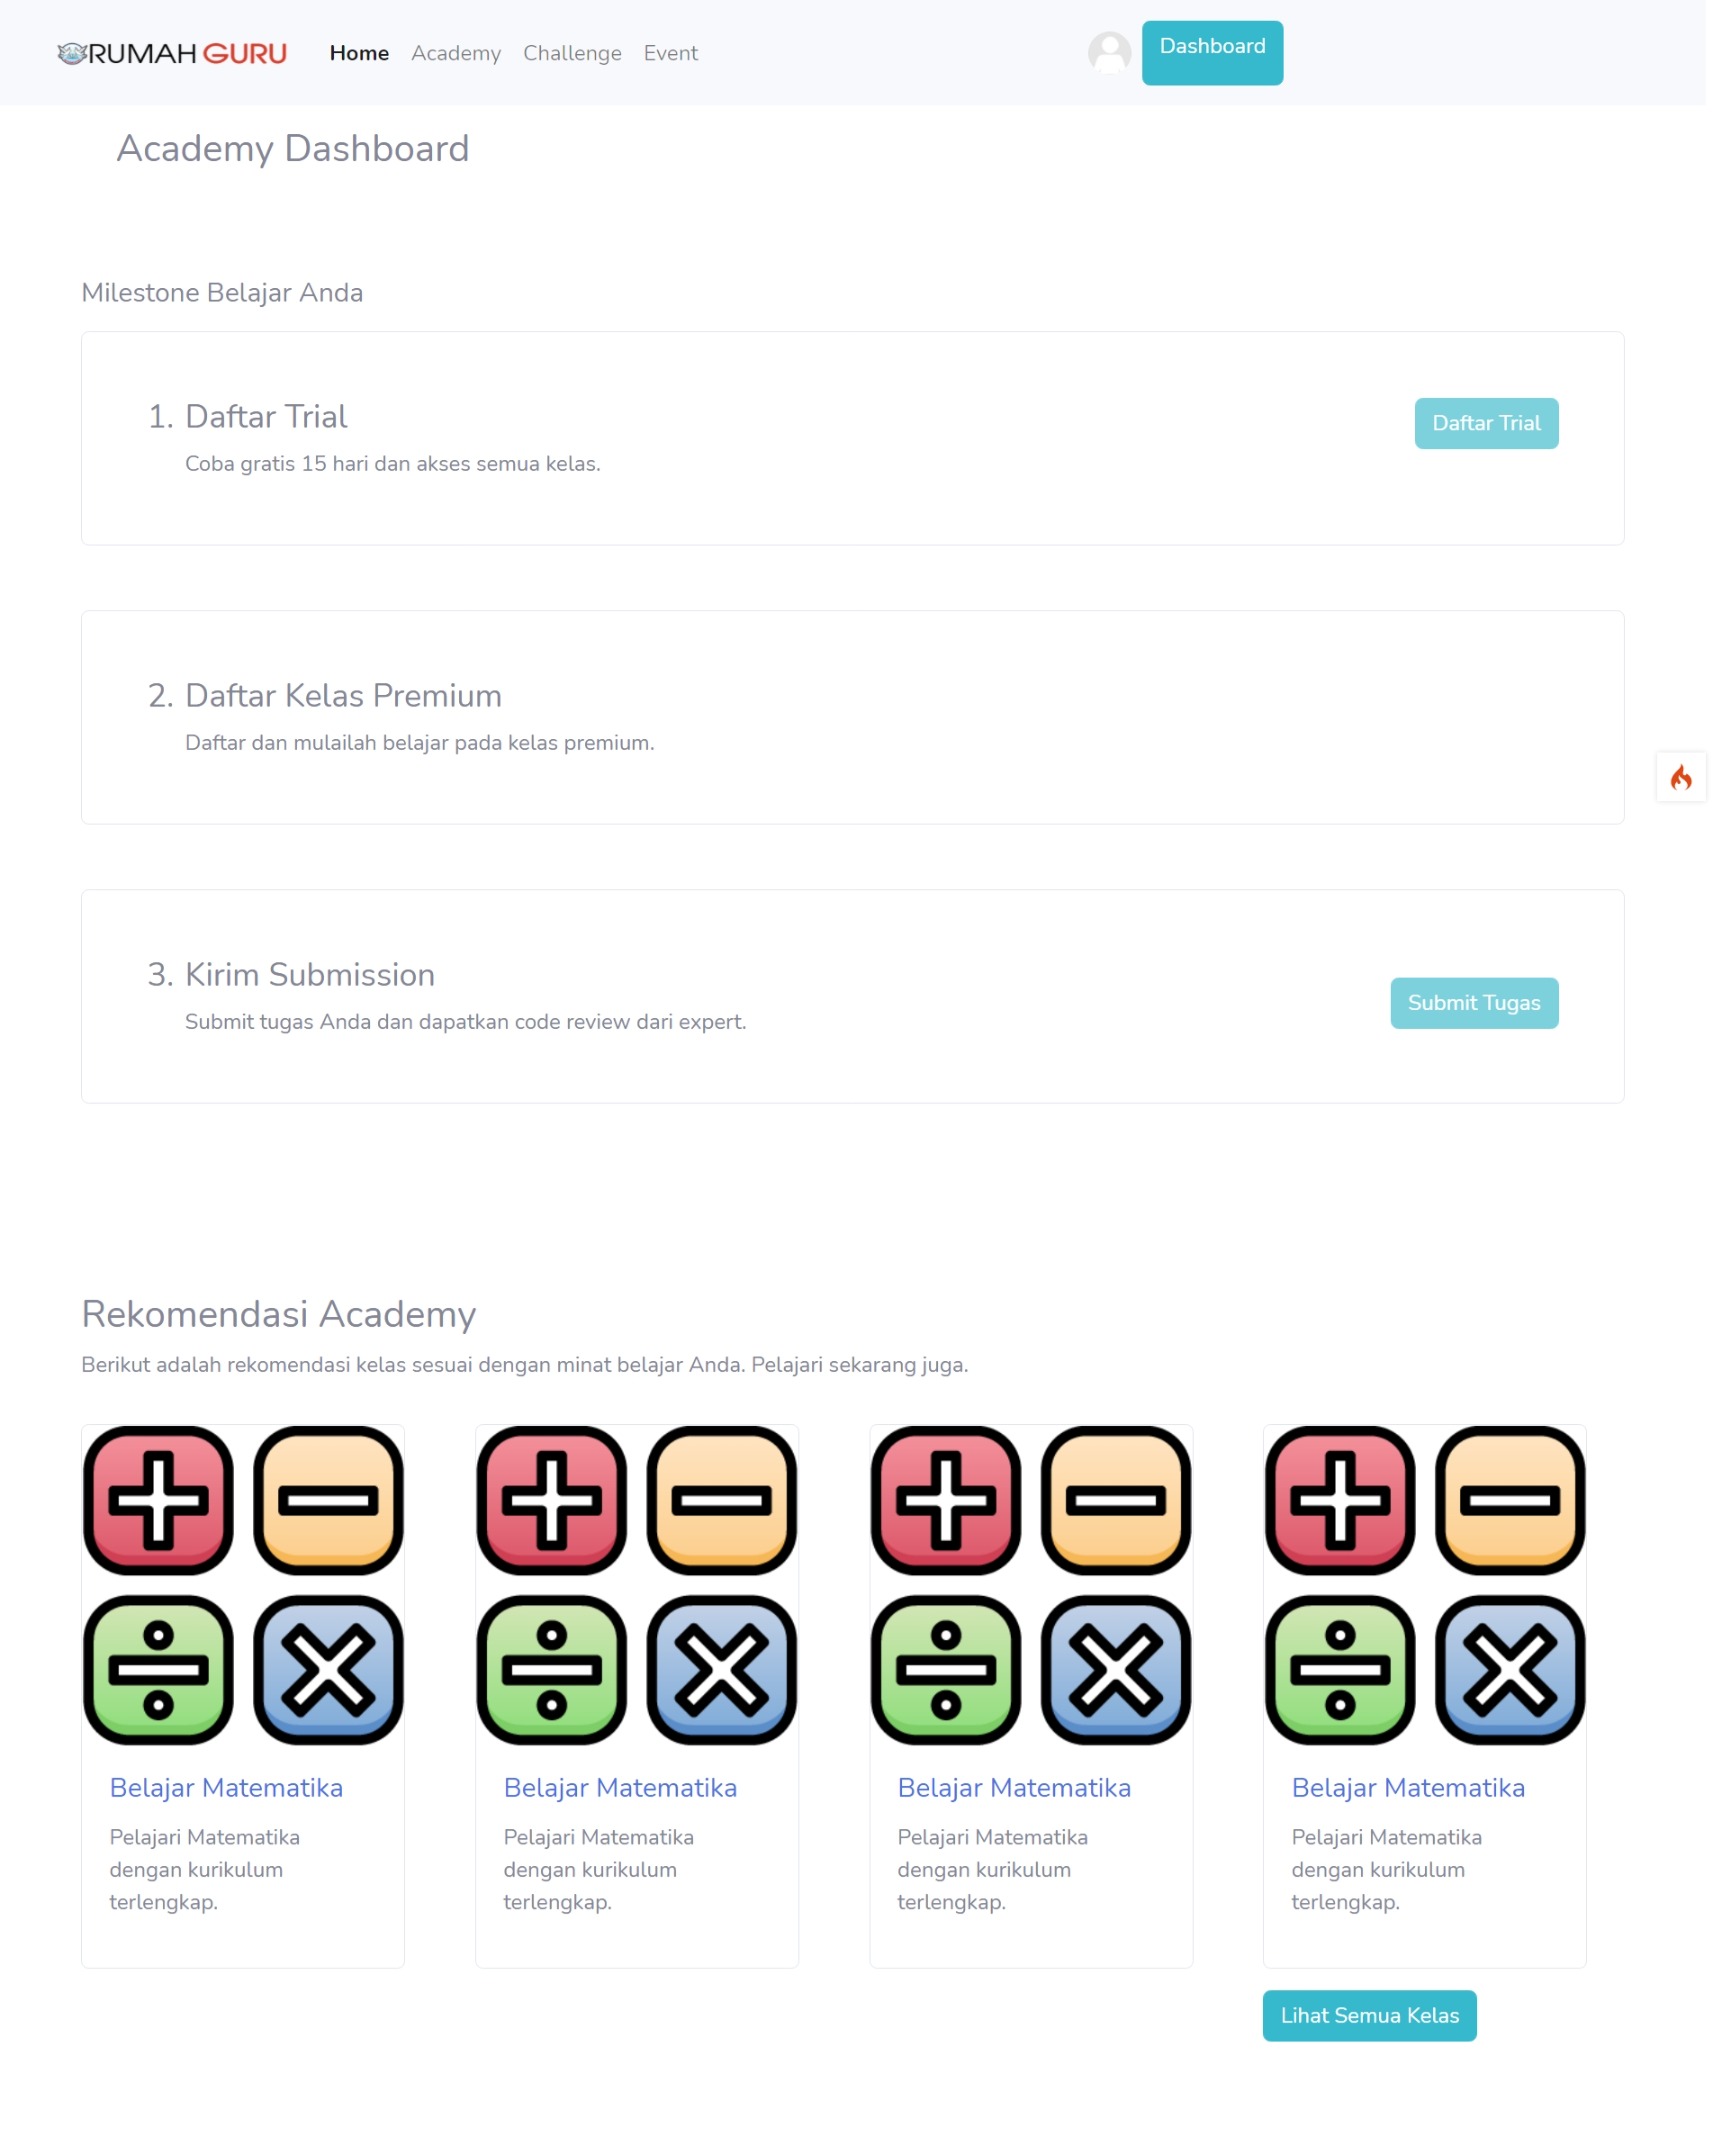 RUMAH GURU
Home Academy Challenge Event
Dashboard
Academy Dashboard
Milestone Belajar Anda
1. Daftar Trial
Coba gratis 15 hari dan akses semua kelas.
Daftar Trial
2. Daftar Kelas Premium
Daftar dan mulailah belajar pada kelas premium.
3. Kirim Submission
Submit tugas Anda dan dapatkan code review dari expert.
Submit Tugas
Rekomendasi Academy
Berikut adalah rekomendasi kelas sesuai dengan minat belajar Anda. Pelajari sekarang juga.
Belajar Matematika
Pelajari Matematika
dengan kurikulum
terlengkap.
Belajar Matematika
Pelajari Matematika
dengan kurikulum
terlengkap.
Belajar Matematika
Pelajari Matematika
dengan kurikulum
terlengkap.
Belajar Matematika
Pelajari Matematika
dengan kurikulum
terlengkap.
Lihat Semua Kelas